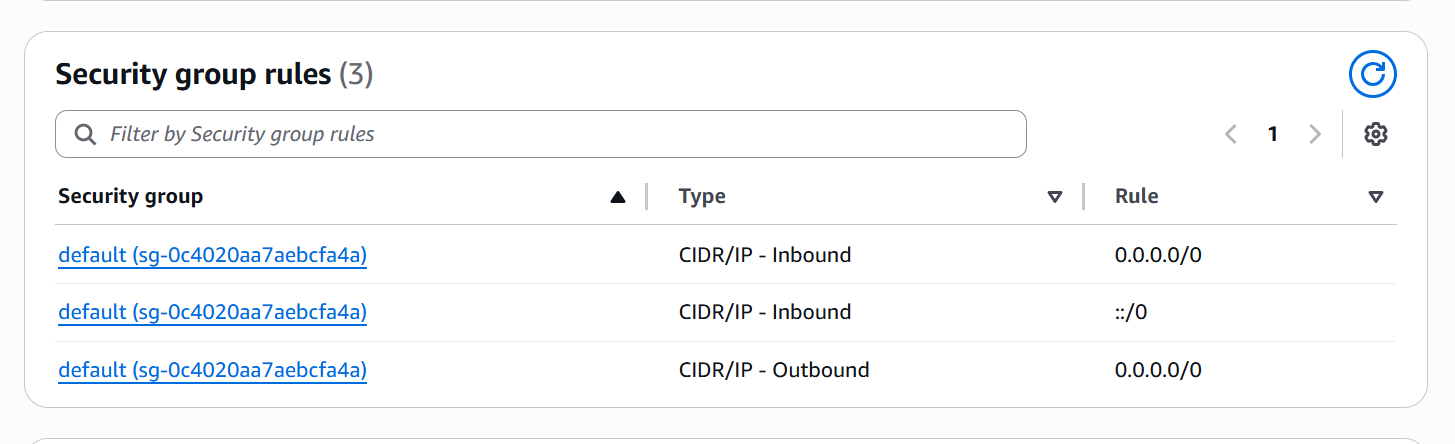 Security group rules (3)
Filter by Security group rules
1
Security group Type Rule
default (sg-0c4020aa7aebcfa4a) CIDR/IP - Inbound 0.0.0.0/0
default (sg-0c4020aa7aebcfa4a) CIDR/IP - Inbound ::/0
default (sg-0c4020aa7aebcfa4a) CIDR/IP - Outbound 0.0.0.0/0